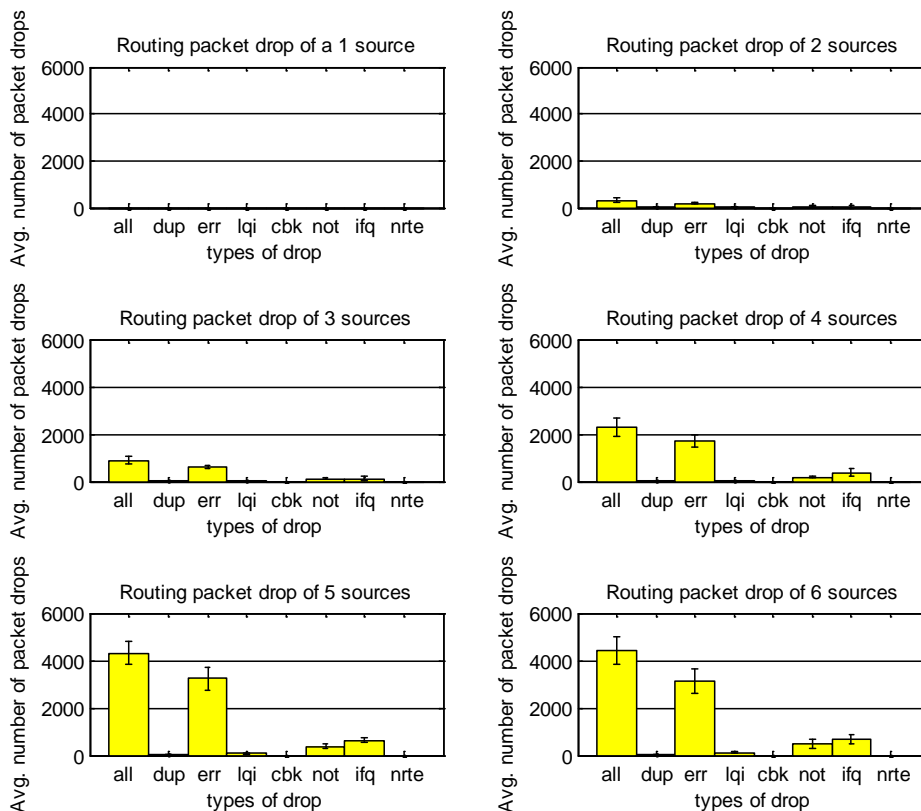 Routing packet drop of a 1 source
Avg. number of packet drops
6000
4000
2000
0
all dup err lqi cbk not ifq nrte
types of drop
Routing packet drop of 2 sources
Avg. number of packet drops
6000
4000
2000
0
all dup err lqi cbk not ifq nrte
types of drop
Routing packet drop of 3 sources
Avg. number of packet drops
6000
4000
2000
0
all dup err lqi cbk not ifq nrte
types of drop
Routing packet drop of 4 sources
Avg. number of packet drops
6000
4000
2000
0
all dup err lqi cbk not ifq nrte
types of drop
Routing packet drop of 5 sources
Avg. number of packet drops
6000
4000
2000
0
all dup err lqi cbk not ifq nrte
types of drop
Routing packet drop of 6 sources
Avg. number of packet drops
6000
4000
2000
0
all dup err lqi cbk not ifq nrte
types of drop